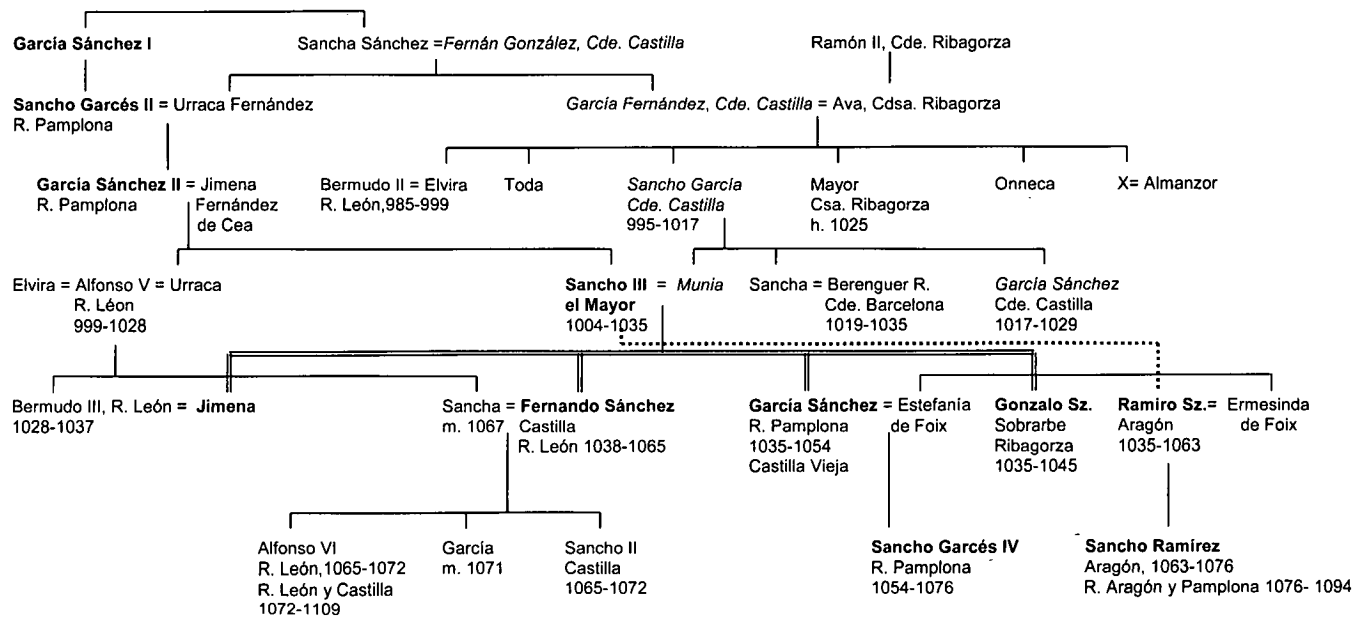 García Sánchez I
Sancha Sánchez =Fernán González, Cde. Castilla
Ramón II, Cde. Ribagorza
Sancho Garcés II = Urraca Fernández
R. Pamplona
García Fernández, Cde. Castilla = Ava, Cdsa. Ribagorza
García Sánchez II = Jimena
R. Pamplona Fernández
de Cea
Bermudo II = Elvira
R. León,985-999
Toda
Sancho García
Cde. Castilla
995-1017
Mayor
Csa. Ribagorza
h. 1025
Onneca
X= Almanzor
Elvira = Alfonso V = Urraca
R. Léon
999-1028
Sancho III = Munia
el Mayor
1004-1035
Sancha = Berenguer R.
Cde. Barcelona
1019-1035
García Sánchez
Cde. Castilla
1017-1029
Bermudo III, R. León = Jimena
1028-1037
Sancha = Fernando Sánchez
m. 1067 Castilla
R. León 1038-1065
García Sánchez = Estefanía
R. Pamplona de Foix
1035-1054
Castilla Vieja
Gonzalo Sz.
Sobrarbe
Ribagorza
1035-1045
Ramiro Sz.= Ermesinda
Aragón de Foix
1035-1063
Alfonso VI
R. León,1065-1072
R. León y Castilla
1072-1109
García
m. 1071
Sancho II
Castilla
1065-1072
Sancho Garcés IV
R. Pamplona
1054-1076
Sancho Ramírez
Aragón, 1063-1076
R. Aragón y Pamplona 1076- 1094